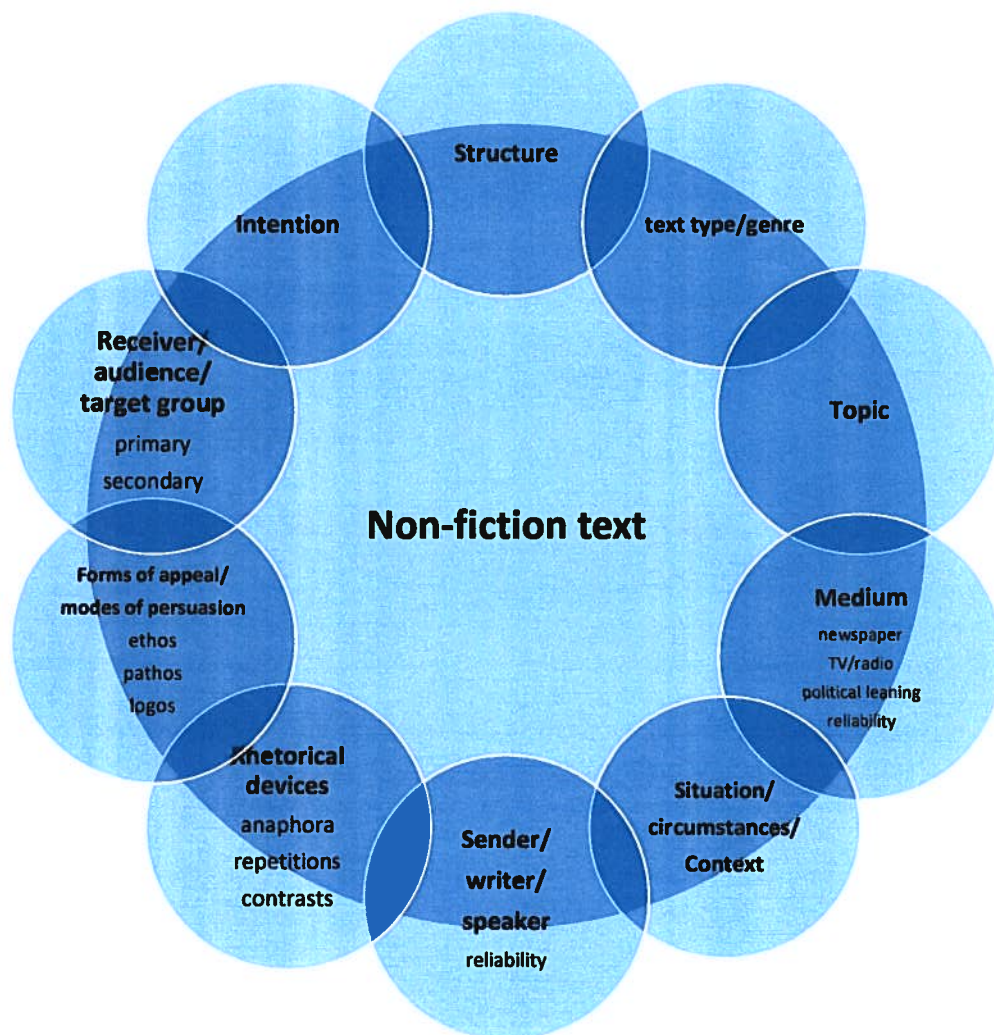 Structure
text type/genre
Topic
Medium
newspaper
TV/radio
political leaning
reliability
Situation/
circumstances/
Context
Sender/
writer/
speaker
reliability
Rhetorical
devices
anaphora
repetitions
contrasts
Forms of appeal/
modes of persuasion
ethos
pathos
logos
Receiver/
audience/
target group
primary
secondary
Intention
Non-fiction text